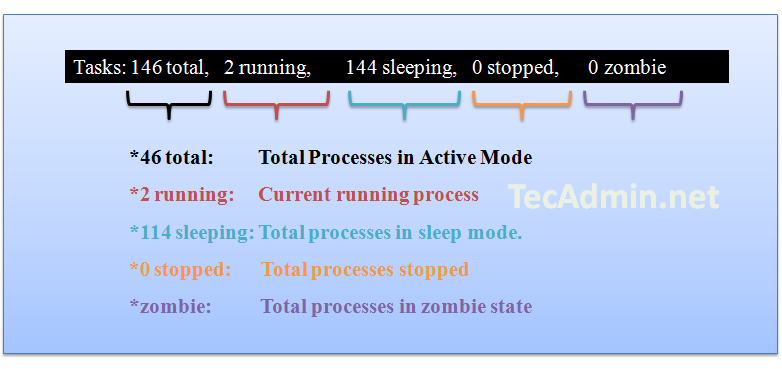 Tasks: 146 total, 2 running, 144 sleeping, 0 stopped, 0 zombie
*46 total: Total Processes in Active Mode
*2 running: Current running process
TecAdmin.net
*114 sleeping: Total processes in sleep mode.
*0 stopped: Total processes stopped
*zombie: Total processes in zombie state